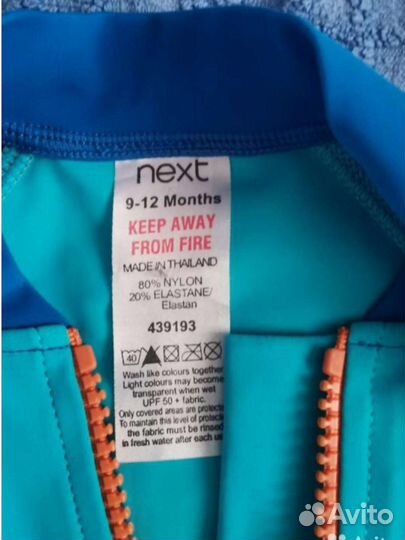 next
9-12 Months
KEEP AWAY
FROM FIRE
MADE IN THAILAND
80% NYLON
20% ELASTANE/
Elastan
439193
40
Wash like colours together
Light colours may become
transparent when wet
UPF 50 + fabric.
Only covered areas are protecte
To maintain this level of protect
the fabric must be rinsed
in fresh water after each us
Avito
Avito